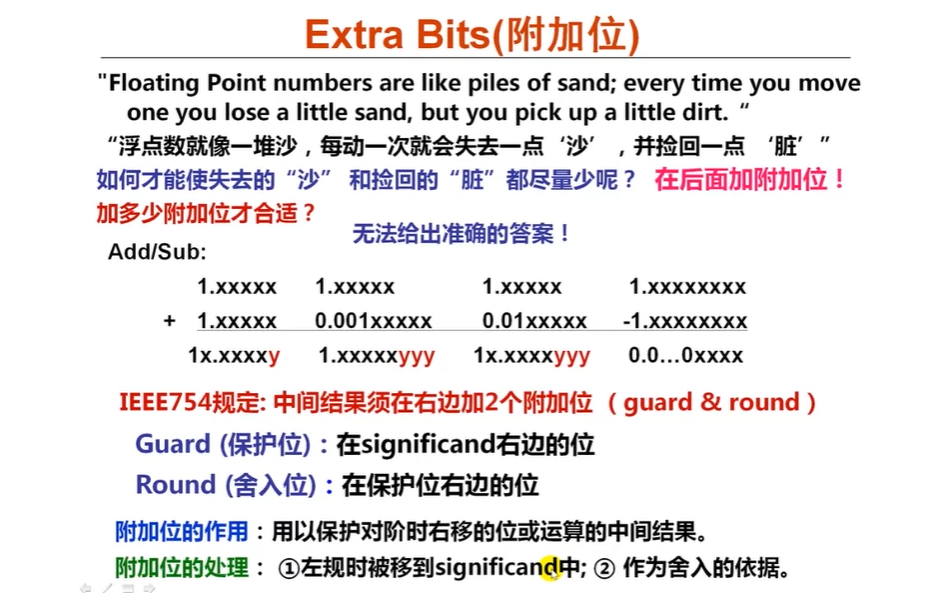 Extra Bits(附加位)
"Floating Point numbers are like piles of sand; every time you move
one you lose a little sand, but you pick up a little dirt. “
“浮点数就像一堆沙，每动一次就会失去一点‘沙’，并捡回一点 ‘脏’”
如何才能使失去的“沙” 和捡回的“脏”都尽量少呢？ 在后面加附加位！
加多少附加位才合适？
无法给出准确的答案！
Add/Sub:
1.xxxxx 1.xxxxx 1.xxxxx 1.xxxxxxxx
+ 1.xxxxx 0.001xxxxx 0.01xxxxx -1.xxxxxxxx
1x.xxxxy 1.xxxxxyyy 1x.xxxxyyy 0.0…0xxxx
IEEE754规定: 中间结果须在右边加2个附加位 （guard & round）
Guard (保护位)：在significand右边的位
Round (舍入位)：在保护位右边的位
附加位的作用：用以保护对阶时右移的位或运算的中间结果。
附加位的处理： ①左规时被移到significand中; ② 作为舍入的依据。